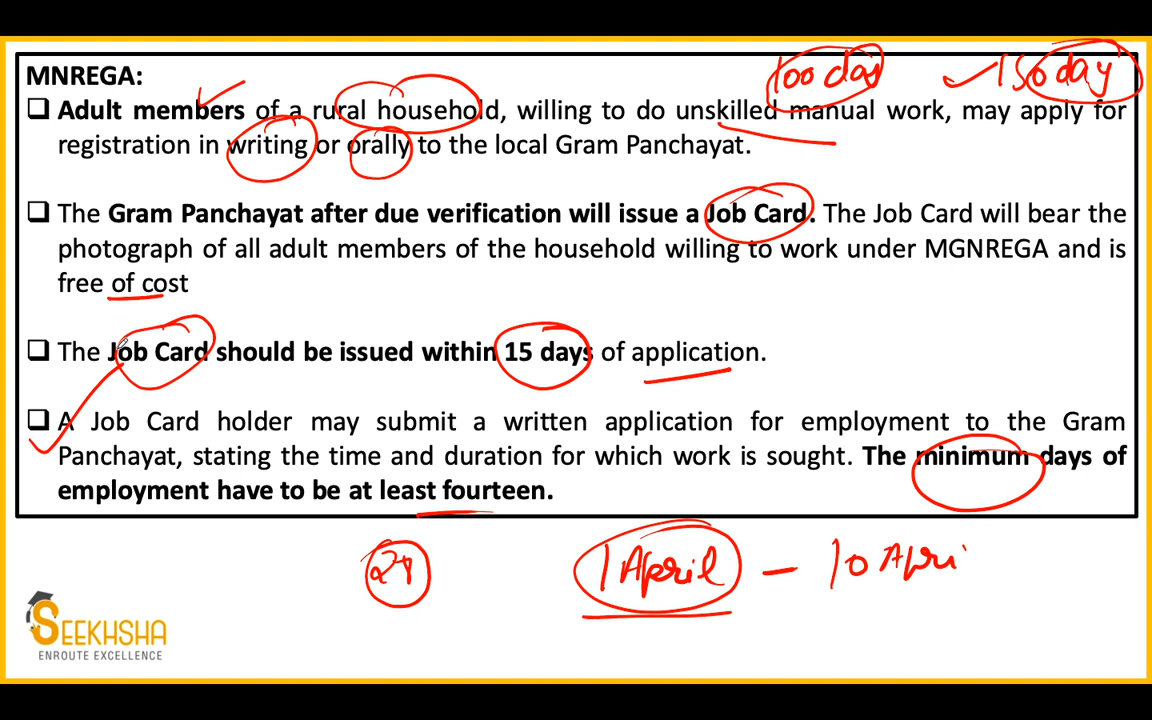 100 days 150 day
MNREGA:
❑ Adult members of a rural household, willing to do unskilled manual work, may apply for
registration in writing or orally to the local Gram Panchayat.
❑ The Gram Panchayat after due verification will issue a Job Card. The Job Card will bear the
photograph of all adult members of the household willing to work under MGNREGA and is
free of cost
❑ The Job Card should be issued within 15 days of application.
❑ A Job Card holder may submit a written application for employment to the Gram
Panchayat, stating the time and duration for which work is sought. The minimum days of
employment have to be at least fourteen.
1 April – 10 Apri
SEEKHSHA
ENROUTE EXCELLENCE